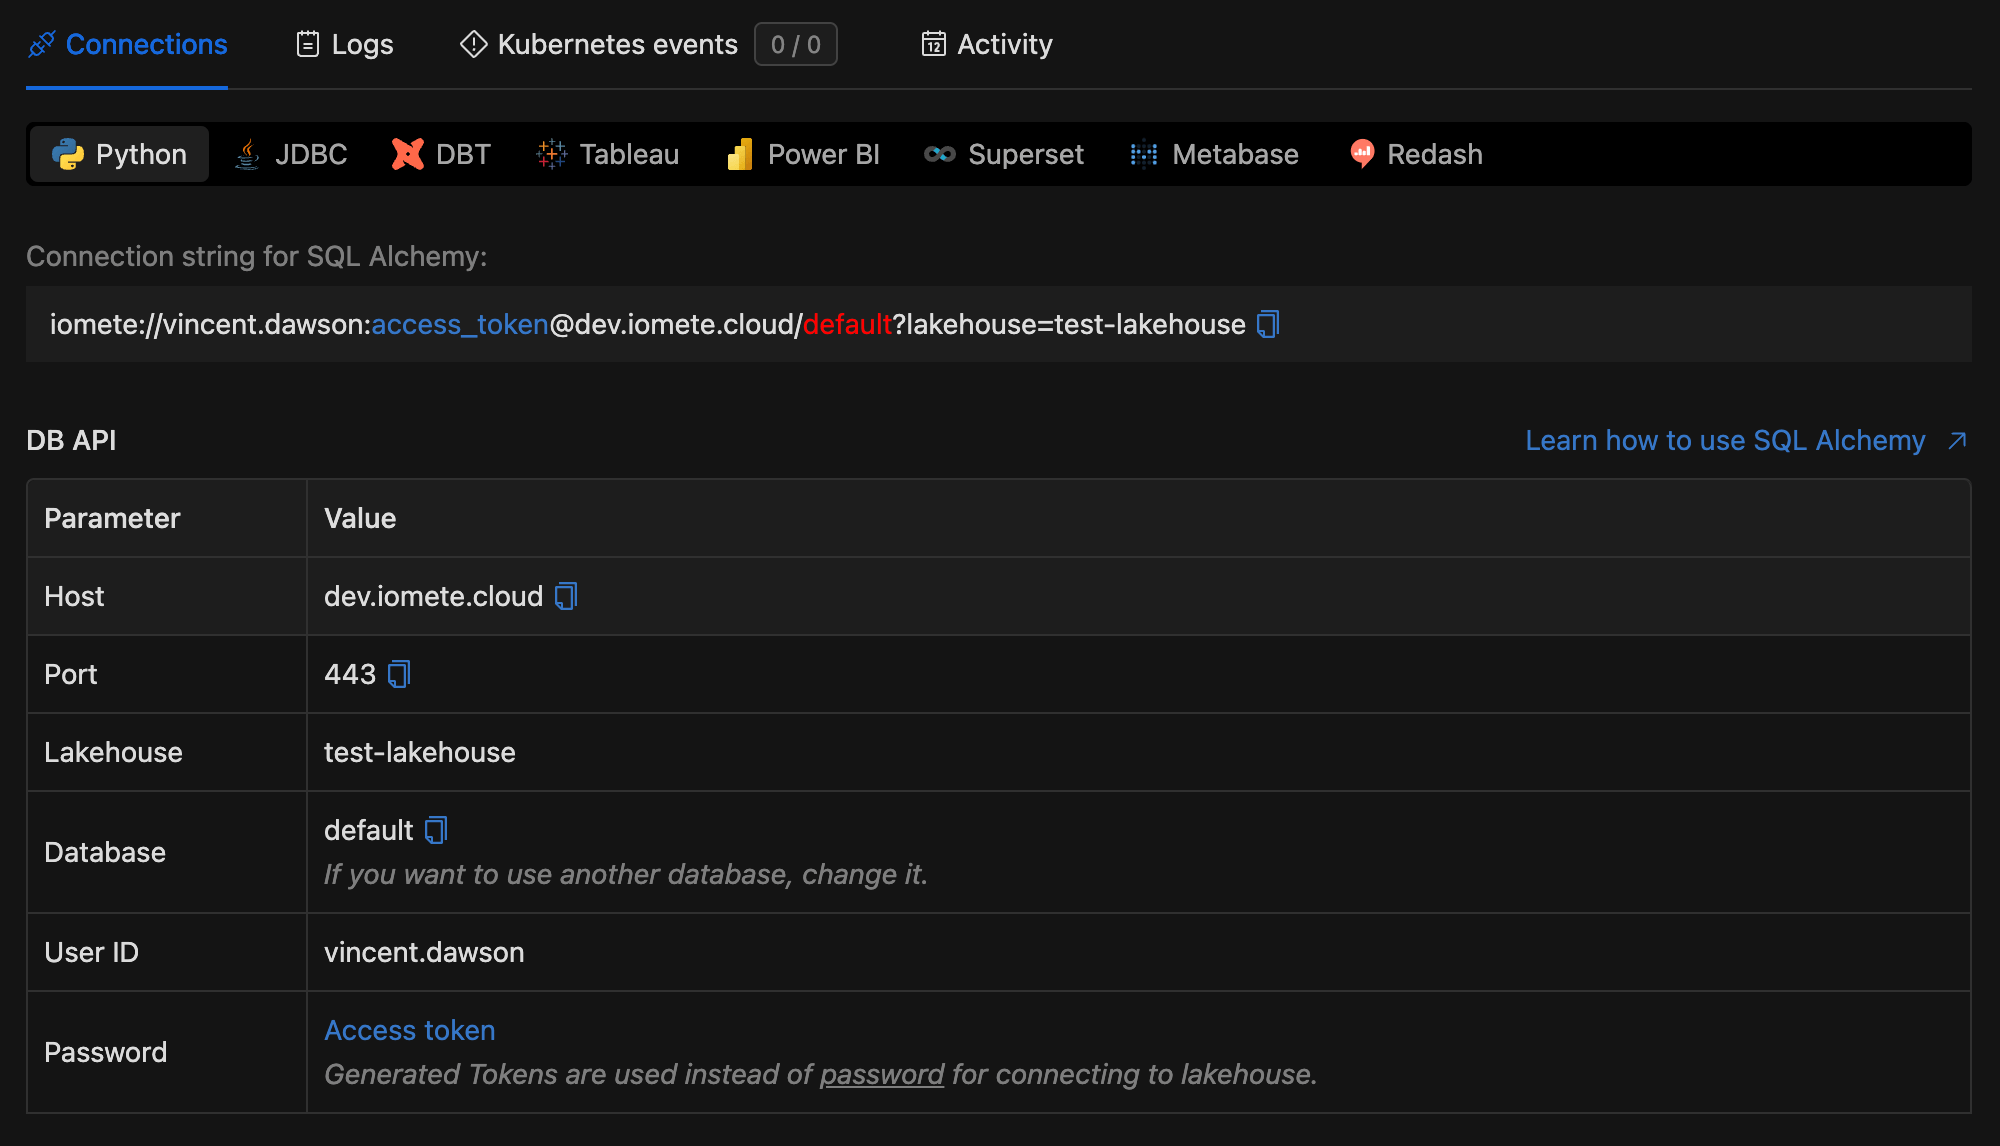 Connections Logs Kubernetes events 0 / 0 12 Activity
Python JDBC DBT Tableau Power BI Superset Metabase Redash
Connection string for SQL Alchemy:
iomete://vincent.dawson:access_token@dev.iomete.cloud/default?lakehouse=test-lakehouse
DB API Learn how to use SQL Alchemy
Parameter Value
Host dev.iomete.cloud
Port 443
Lakehouse test-lakehouse
Database default
If you want to use another database, change it.
User ID vincent.dawson
Password Access token
Generated Tokens are used instead of password for connecting to lakehouse.